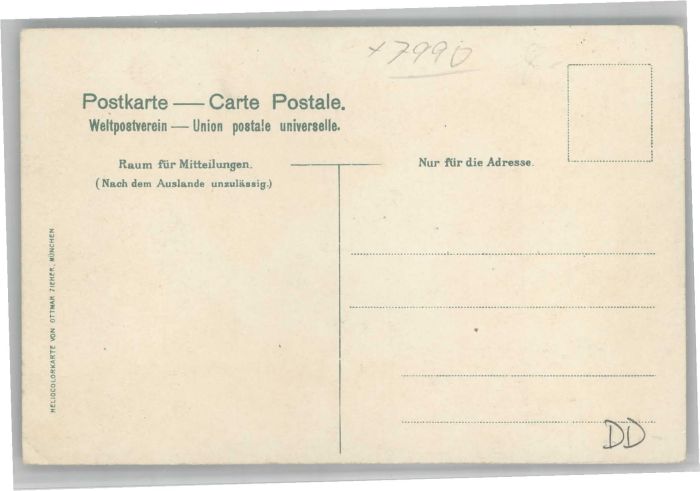 x 7990
Postkarte — Carte Postale.
Weltpostverein — Union postale universelle.
Raum für Mitteilungen.
(Nach dem Auslande unzulässig.)
Nur für die Adresse.
HELIOCOLORKARTE VON OTTMAR ZIEHER, MÜNCHEN
DD